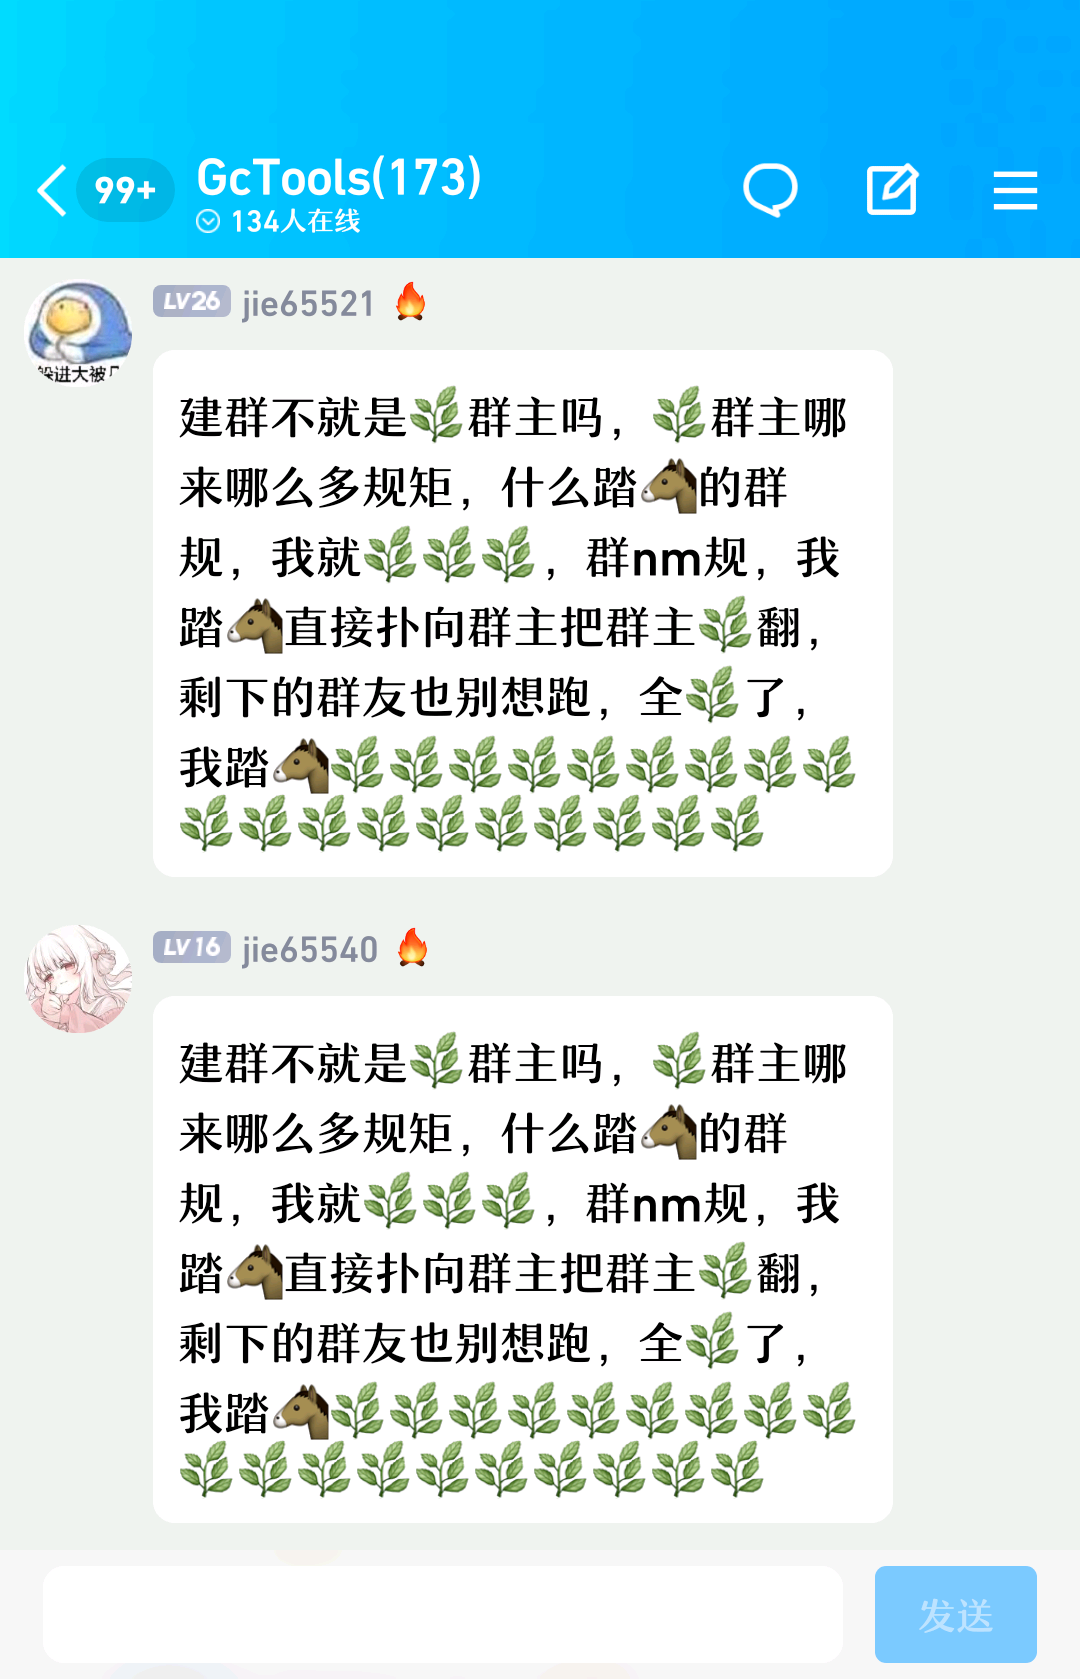 99+
GcTools(173)
134人在线
LV26 jie65521 🔥
躲进大被
建群不就是🌿群主吗，🌿群主哪
来哪么多规矩，什么踏🐴的群
规，我就🌿🌿🌿，群nm规，我
踏🐴直接扑向群主把群主🌿翻，
剩下的群友也别想跑，全🌿了，
我踏🐴🌿🌿🌿🌿🌿🌿🌿🌿🌿
🌿🌿🌿🌿🌿🌿🌿🌿🌿🌿
LV16 jie65540 🔥
建群不就是🌿群主吗，🌿群主哪
来哪么多规矩，什么踏🐴的群
规，我就🌿🌿🌿，群nm规，我
踏🐴直接扑向群主把群主🌿翻，
剩下的群友也别想跑，全🌿了，
我踏🐴🌿🌿🌿🌿🌿🌿🌿🌿🌿
🌿🌿🌿🌿🌿🌿🌿🌿🌿🌿
发送